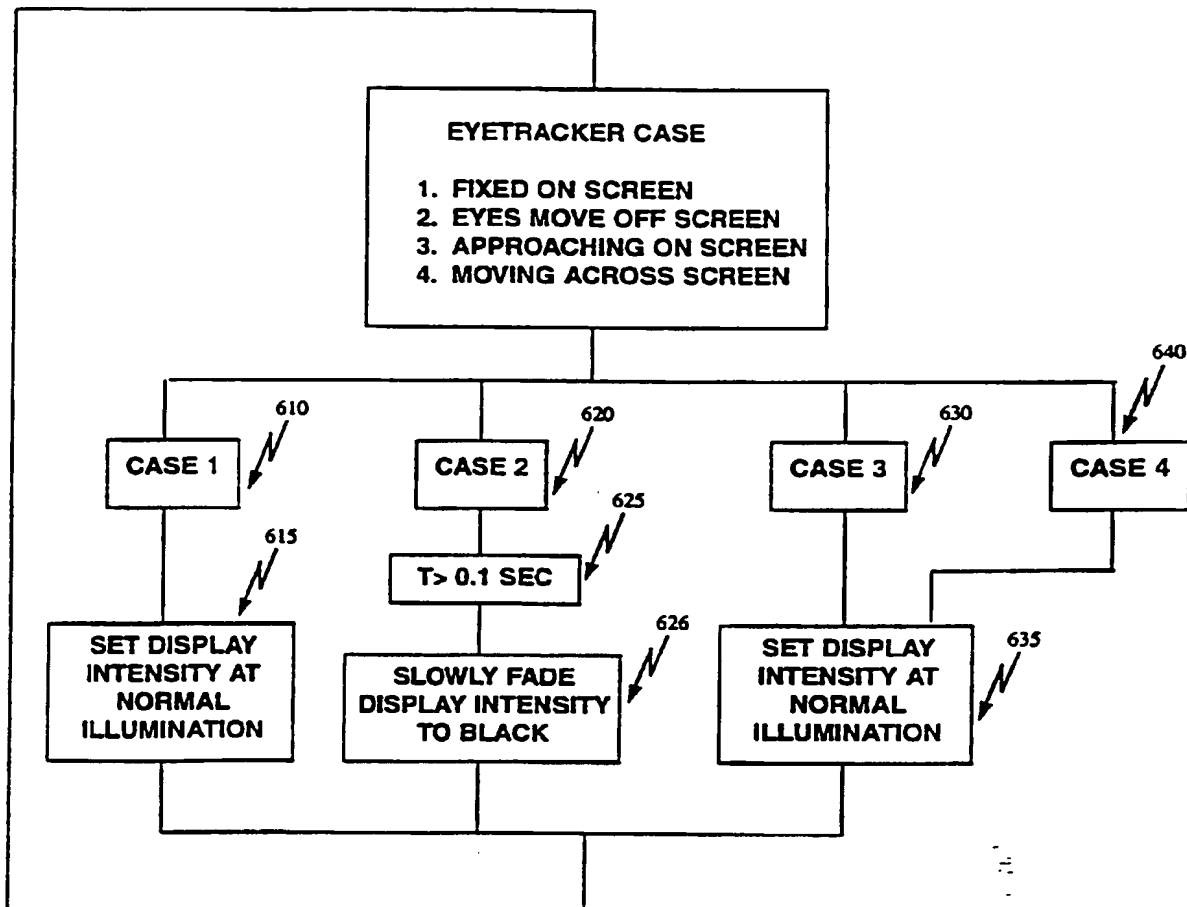 EYETRACKER CASE
1. FIXED ON SCREEN
2. EYES MOVE OFF SCREEN
3. APPROACHING ON SCREEN
4. MOVING ACROSS SCREEN
640
610
620
630
CASE 1
CASE 2
CASE 3
CASE 4
625
615
T> 0.1 SEC
626
635
SET DISPLAY
INTENSITY AT
NORMAL
ILLUMINATION
SLOWLY FADE
DISPLAY INTENSITY
TO BLACK
SET DISPLAY
INTENSITY AT
NORMAL
ILLUMINATION